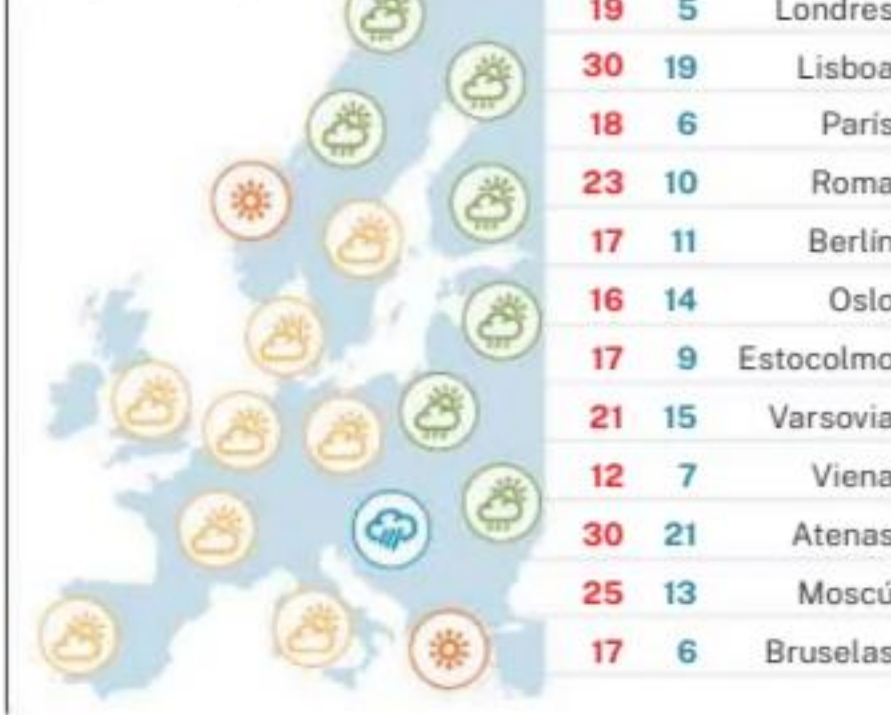 19 5 Londres
30 19 Lisboa
18 6 París
23 10 Roma
17 11 Berlín
16 14 Oslo
17 9 Estocolmo
21 15 Varsovia
12 7 Viena
30 21 Atenas
25 13 Moscú
17 6 Bruselas